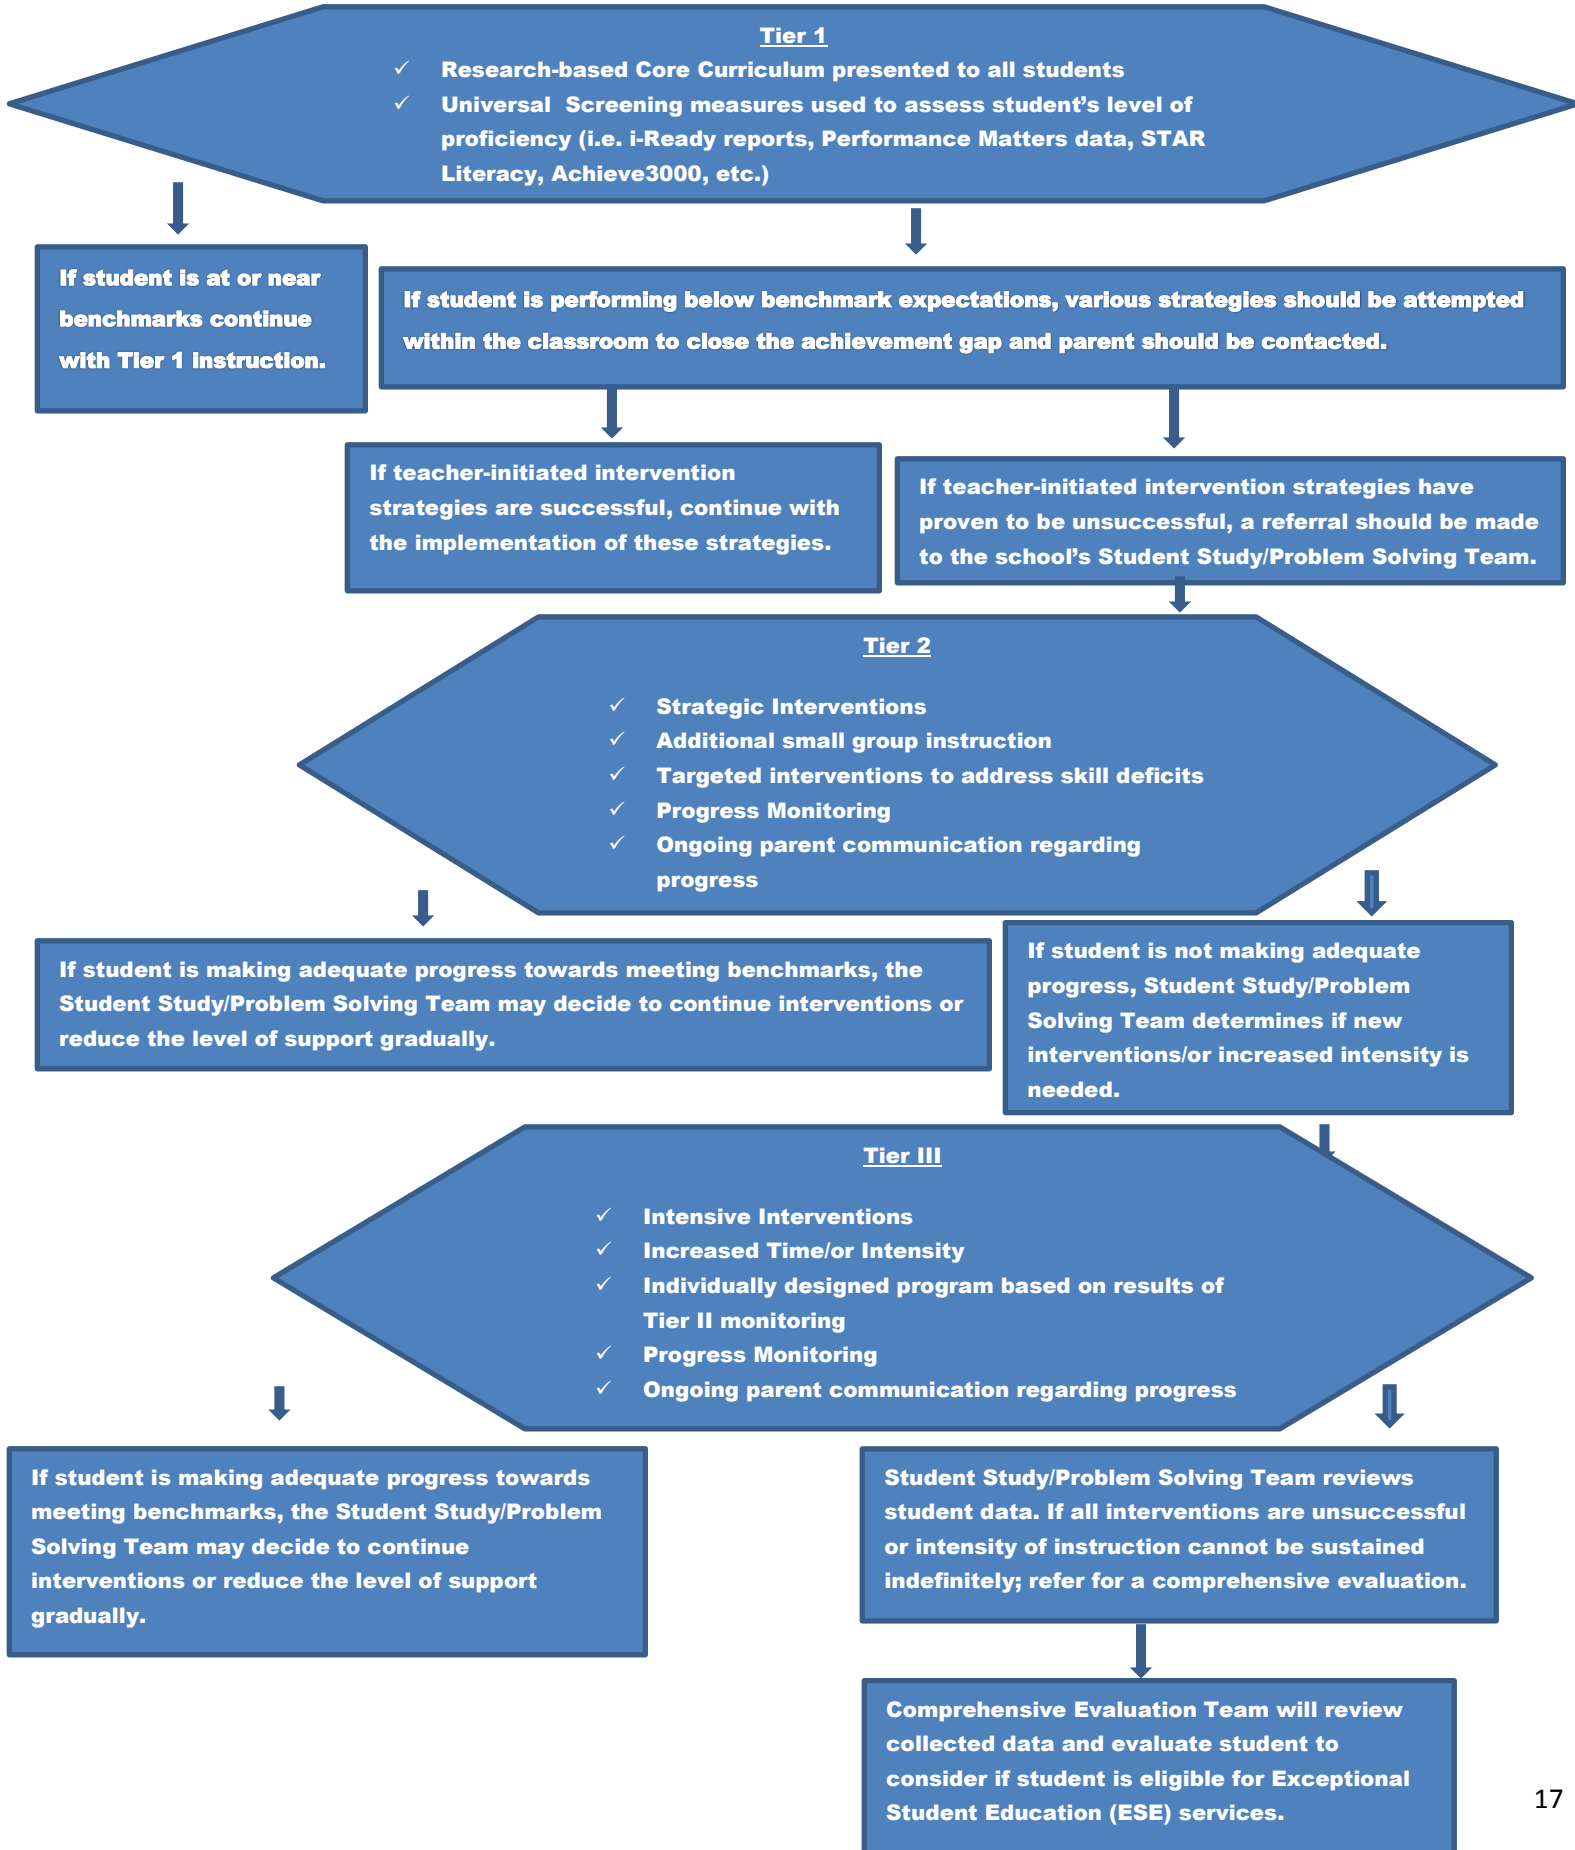 Tier 1
✓ Research-based Core Curriculum presented to all students
✓ Universal  Screening measures used to assess student’s level of
proficiency (i.e. i-Ready reports, Performance Matters data, STAR
Literacy, Achieve3000, etc.)
If student is at or near
benchmarks continue
with Tier 1 instruction.
If student is performing below benchmark expectations, various strategies should be attempted
within the classroom to close the achievement gap and parent should be contacted.
If teacher-initiated intervention
strategies are successful, continue with
the implementation of these strategies.
If teacher-initiated intervention strategies have
proven to be unsuccessful, a referral should be made
to the school’s Student Study/Problem Solving Team.
Tier 2
✓ Strategic Interventions
✓ Additional small group instruction
✓ Targeted interventions to address skill deficits
✓ Progress Monitoring
✓ Ongoing parent communication regarding
progress
If student is making adequate progress towards meeting benchmarks, the
Student Study/Problem Solving Team may decide to continue interventions or
reduce the level of support gradually.
If student is not making adequate
progress, Student Study/Problem
Solving Team determines if new
interventions/or increased intensity is
needed.
Tier III
✓ Intensive Interventions
✓ Increased Time/or Intensity
✓ Individually designed program based on results of
Tier II monitoring
✓ Progress Monitoring
✓ Ongoing parent communication regarding progress
If student is making adequate progress towards
meeting benchmarks, the Student Study/Problem
Solving Team may decide to continue
interventions or reduce the level of support
gradually.
Student Study/Problem Solving Team reviews
student data. If all interventions are unsuccessful
or intensity of instruction cannot be sustained
indefinitely; refer for a comprehensive evaluation.
Comprehensive Evaluation Team will review
collected data and evaluate student to
consider if student is eligible for Exceptional
Student Education (ESE) services.
17